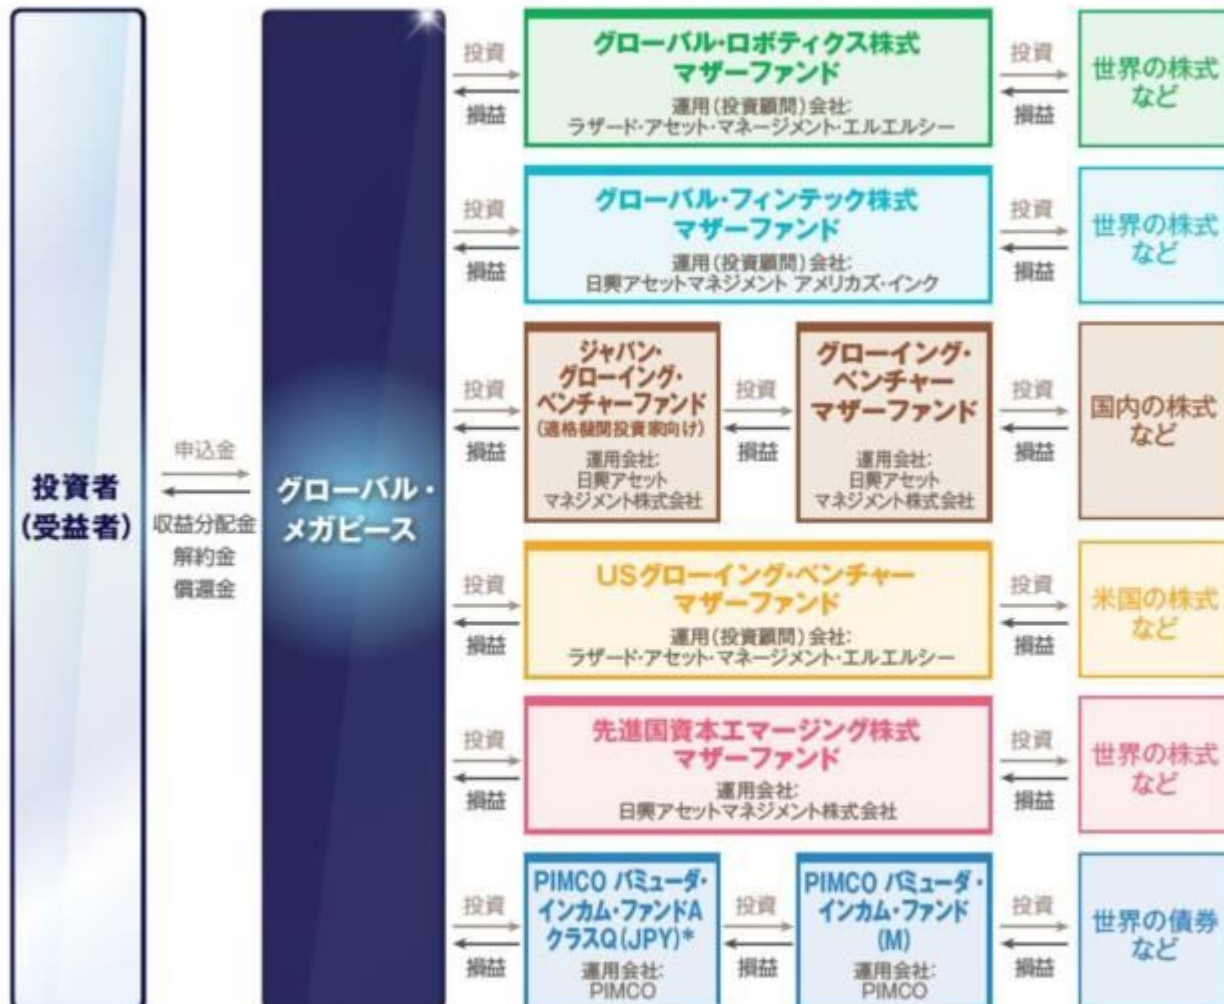 投資者
(受益者)
申込金
収益分配金
解約金
償還金
グローバル・
メガピース
投資
損益
グローバル・ロボティクス株式
マザーファンド
運用(投資顧問)会社:
ラザード・アセット・マネージメント・エルエルシー
投資
損益
世界の株式
など
投資
損益
グローバル・フィンテック株式
マザーファンド
運用(投資顧問)会社:
日興アセットマネジメント アメリカズ・インク
投資
損益
世界の株式
など
投資
損益
ジャパン・
グローイング・
ベンチャーファンド
(適格機関投資家向け)
運用会社:
日興アセット
マネジメント株式会社
投資
損益
グローイング・
ベンチャー
マザーファンド
運用会社:
日興アセット
マネジメント株式会社
投資
損益
国内の株式
など
投資
損益
USグローイング・ベンチャー
マザーファンド
運用(投資顧問)会社:
ラザード・アセット・マネージメント・エルエルシー
投資
損益
米国の株式
など
投資
損益
先進国資本エマージング株式
マザーファンド
運用会社:
日興アセットマネジメント株式会社
投資
損益
世界の株式
など
投資
損益
PIMCO バミューダ・
インカム・ファンドA
クラスQ(JPY)*
運用会社:
PIMCO
投資
損益
PIMCO バミューダ・
インカム・ファンド
(M)
運用会社:
PIMCO
投資
損益
世界の債券
など